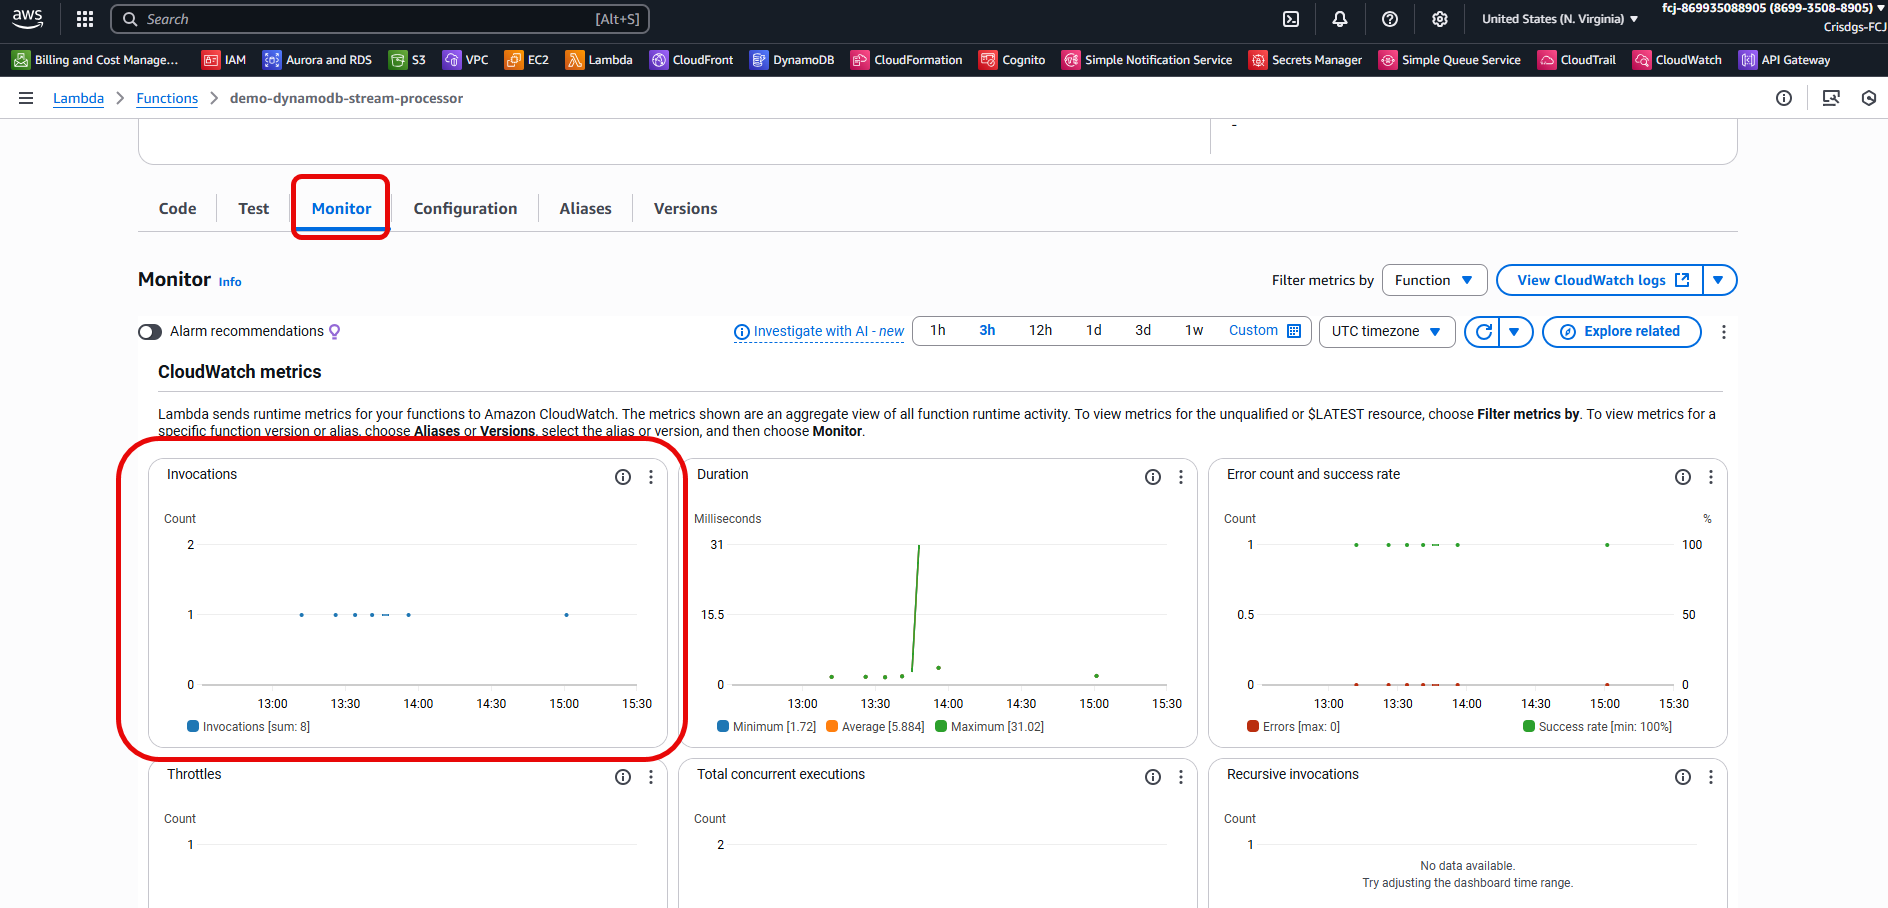 aws
Search [Alt+S]
United States (N. Virginia)
fcj-869935088905 (8699-3508-8905)
Crisdgs-FCJ
Billing and Cost Manage... IAM Aurora and RDS S3 VPC EC2 Lambda CloudFront DynamoDB CloudFormation Cognito Simple Notification Service Secrets Manager Simple Queue Service CloudTrail CloudWatch API Gateway
Lambda Functions demo-dynamodb-stream-processor
-
Code Test Monitor Configuration Aliases Versions
Monitor Info
Filter metrics by Function View CloudWatch logs
Alarm recommendations
Investigate with AI - new 1h 3h 12h 1d 3d 1w Custom UTC timezone Explore related
CloudWatch metrics
Lambda sends runtime metrics for your functions to Amazon CloudWatch. The metrics shown are an aggregate view of all function runtime activity. To view metrics for the unqualified or $LATEST resource, choose Filter metrics by. To view metrics for a
specific function version or alias, choose Aliases or Versions, select the alias or version, and then choose Monitor.
Invocations
Count
2
1
0
13:00 13:30 14:00 14:30 15:00 15:30
Invocations [sum: 8]
Duration
Milliseconds
31
15.5
0
13:00 13:30 14:00 14:30 15:00 15:30
Minimum [1.72] Average [5.884] Maximum [31.02]
Error count and success rate
Count %
1 100
0.5 50
0 0
13:00 13:30 14:00 14:30 15:00 15:30
Errors [max: 0] Success rate [min: 100%]
Throttles
Count
1
Total concurrent executions
Count
2
Recursive invocations
Count
1
No data available.
Try adjusting the dashboard time range.